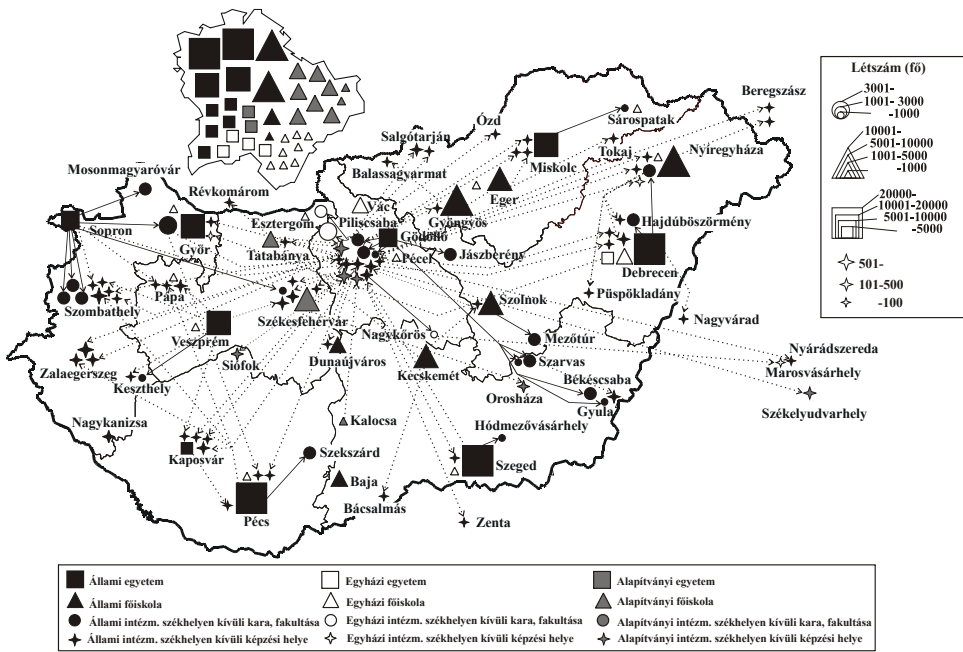 Létszám (fő)
3001-
1001- 3000
-1000
10001-
5001-10000
1001-5000
-1000
20000-
10001-20000
5001-10000
-5000
501-
101-500
-100
Beregszász
Ózd
Sárospatak
Salgótarján
Tokaj
Nyíregyháza
Balassagyarmat
Miskolc
Mosonmagyaróvár
Révkomárom
Vác
Eger
Esztergom
Piliscsaba
Gyöngyös
Hajdúböszörmény
Sopron
Győr
Gödöllő
Tatabánya
Pécel
Jászberény
Debrecen
Pápa
Püspökladány
Szombathely
Székesfehérvár
Szolnok
Nagyvárad
Veszprém
Nagykőrös
Mezőtúr
Dunaújváros
Nyárádszereda
Siófok
Szarvas
Marosvásárhely
Zalaegerszeg
Kecskemét
Keszthely
Békéscsaba
Orosháza
Gyula
Székelyudvarhely
Nagykanizsa
Kalocsa
Hódmezővásárhely
Kaposvár
Szekszárd
Szeged
Baja
Bácsalmás
Pécs
Zenta
Állami egyetem
Egyházi egyetem
Alapítványi egyetem
Állami főiskola
Egyházi főiskola
Alapítványi főiskola
Állami intézm. székhelyen kívüli kara, fakultása
Egyházi intézm. székhelyen kívüli kara, fakultása
Alapítványi intézm. székhelyen kívüli kara, fakultása
Állami intézm. székhelyen kívüli képzési helye
Egyházi intézm. székhelyen kívüli képzési helye
Alapítványi intézm. székhelyen kívüli képzési helye